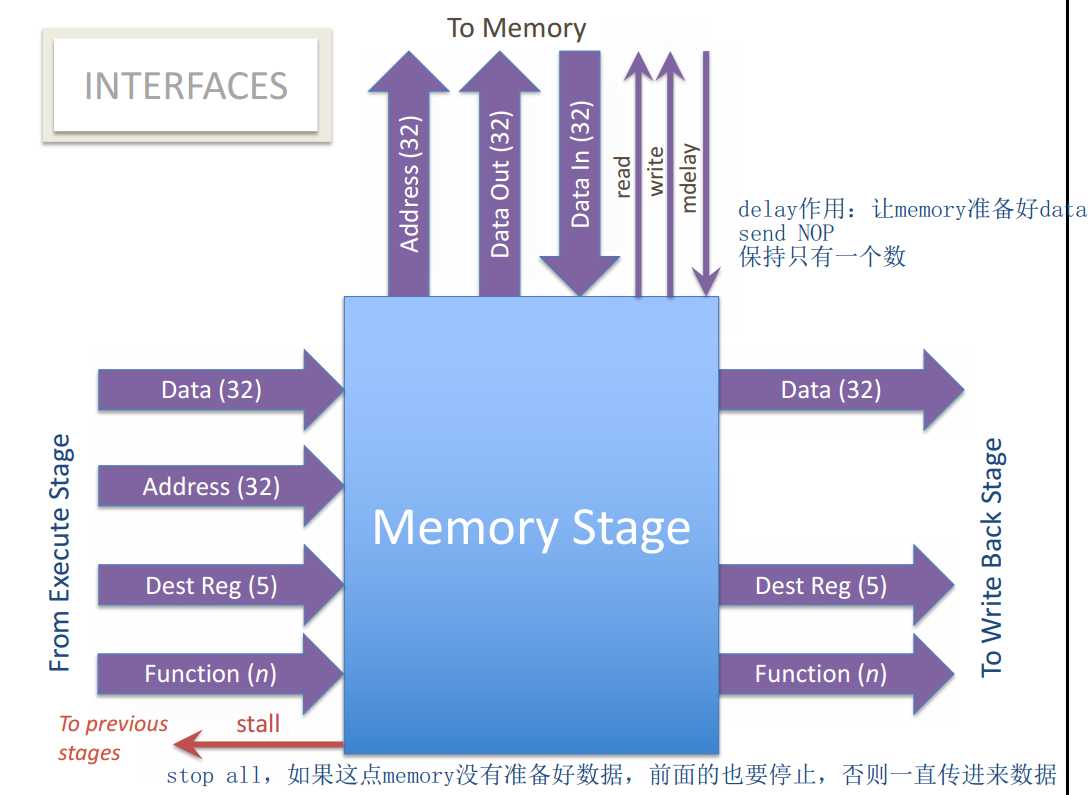 To Memory
INTERFACES
Address (32)
Data Out (32)
Data In (32)
read
write
mdelay
delay作用：让memory准备好data
send NOP
保持只有一个数
From Execute Stage
Data (32)
Address (32)
Dest Reg (5)
Function (n)
Memory Stage
Data (32)
Dest Reg (5)
Function (n)
To Write Back Stage
To previous
stages
stall
stop all，如果这点memory没有准备好数据，前面的也要停止，否则一直传进来数据